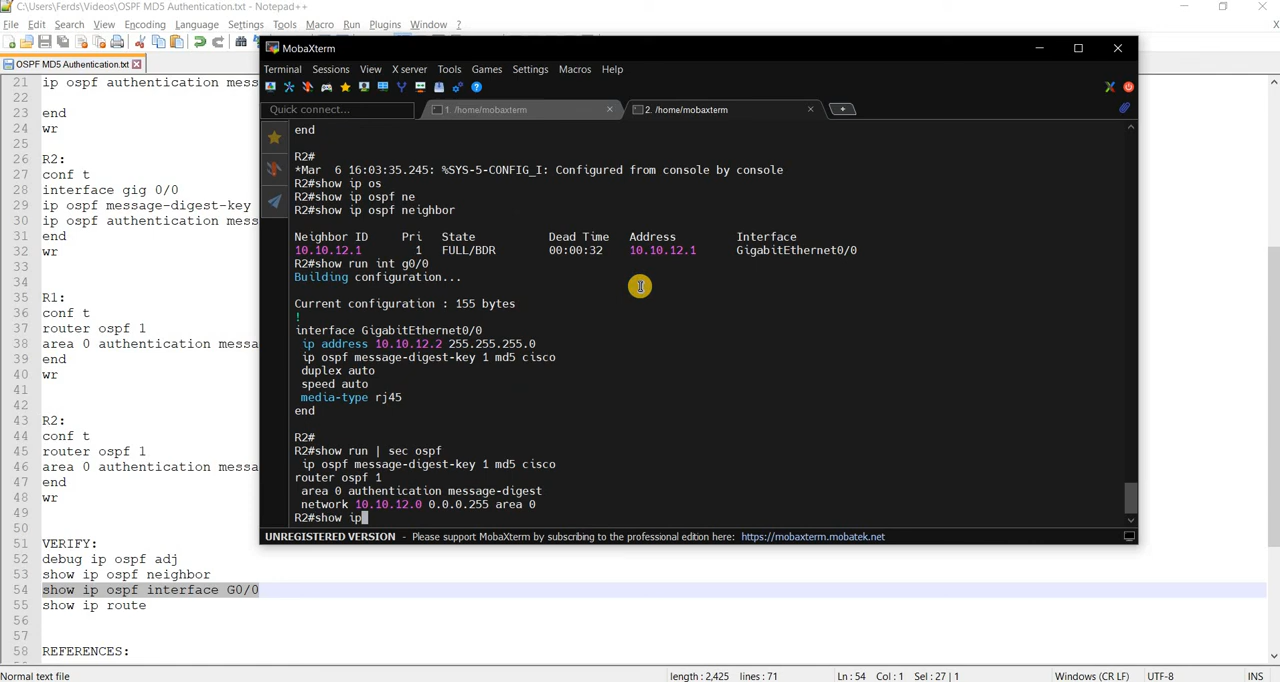 C:\Users\Ferds\Videos\OSPF MD5 Authentication.txt - Notepad++
File Edit Search View Encoding Language Settings Tools Macro Run Plugins Window ?
X
OSPF MD5 Authentication.txt
21 ip ospf authentication mess
22
23 end
24 wr
25
26 R2:
27 conf t
28 interface gig 0/0
29 ip ospf message-digest-key
30 ip ospf authentication mess
31 end
32 wr
33
34
35 R1:
36 conf t
37 router ospf 1
38 area 0 authentication messa
39 end
40 wr
41
42
43 R2:
44 conf t
45 router ospf 1
46 area 0 authentication messa
47 end
48 wr
49
50
51 VERIFY:
52 debug ip ospf adj
53 show ip ospf neighbor
54 show ip ospf interface G0/0
55 show ip route
56
57
58 REFERENCES:
MobaXterm
Terminal Sessions View X server Tools Games Settings Macros Help
Quick connect...
1. /home/mobaxterm
2. /home/mobaxterm
end
R2#
*Mar  6 16:03:35.245: %SYS-5-CONFIG_I: Configured from console by console
R2#show ip os
R2#show ip ospf ne
R2#show ip ospf neighbor
Neighbor ID     Pri   State           Dead Time   Address         Interface
10.10.12.1        1   FULL/BDR        00:00:32    10.10.12.1      GigabitEthernet0/0
R2#show run int g0/0
Building configuration...
Current configuration : 155 bytes
!
interface GigabitEthernet0/0
ip address 10.10.12.2 255.255.255.0
ip ospf message-digest-key 1 md5 cisco
duplex auto
speed auto
media-type rj45
end
R2#
R2#show run | sec ospf
ip ospf message-digest-key 1 md5 cisco
router ospf 1
area 0 authentication message-digest
network 10.10.12.0 0.0.0.255 area 0
R2#show ip
UNREGISTERED VERSION - Please support MobaXterm by subscribing to the professional edition here: https://mobaxterm.mobatek.net
Normal text file
length : 2,425 lines : 71
Ln : 54 Col : 1 Sel : 27 | 1
Windows (CR LF)
UTF-8
INS